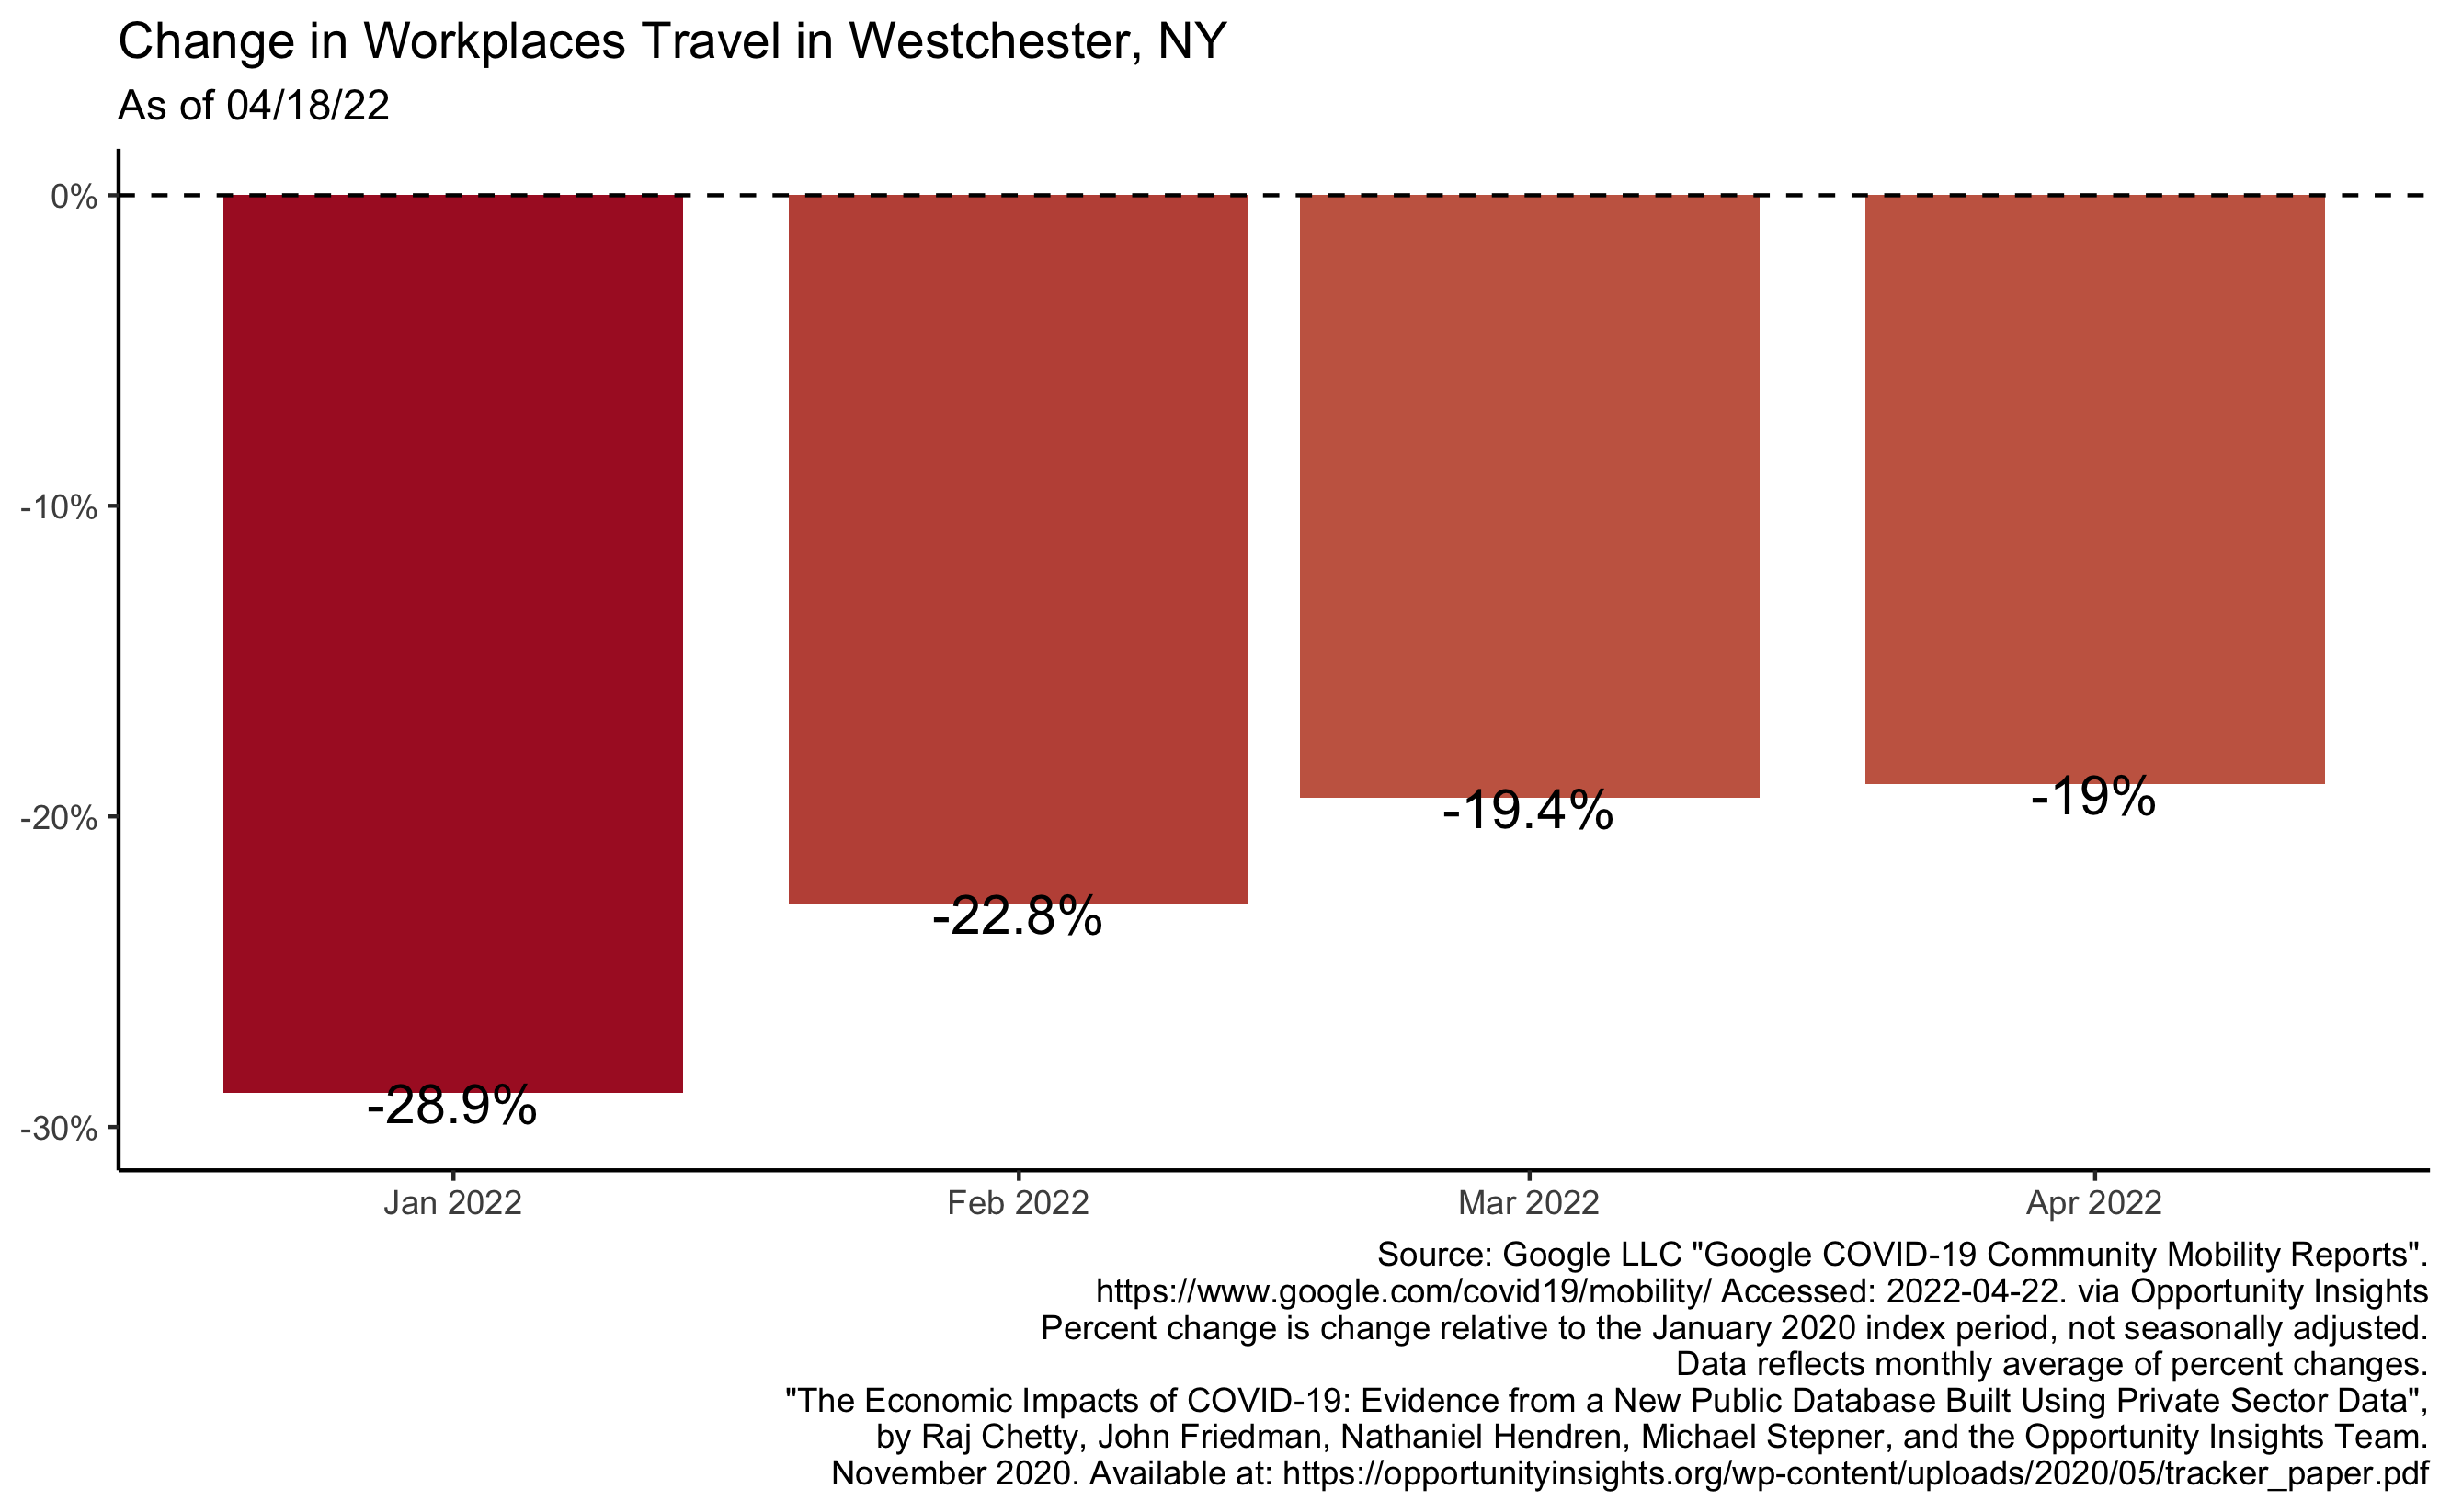 Change in Workplaces Travel in Westchester, NY
As of 04/18/22
0%
-10%
-20%
-30%
-28.9%
-22.8%
-19.4%
-19%
Jan 2022
Feb 2022
Mar 2022
Apr 2022
Source: Google LLC "Google COVID-19 Community Mobility Reports".
https://www.google.com/covid19/mobility/ Accessed: 2022-04-22. via Opportunity Insights
Percent change is change relative to the January 2020 index period, not seasonally adjusted.
Data reflects monthly average of percent changes.
"The Economic Impacts of COVID-19: Evidence from a New Public Database Built Using Private Sector Data",
by Raj Chetty, John Friedman, Nathaniel Hendren, Michael Stepner, and the Opportunity Insights Team.
November 2020. Available at: https://opportunityinsights.org/wp-content/uploads/2020/05/tracker_paper.pdf